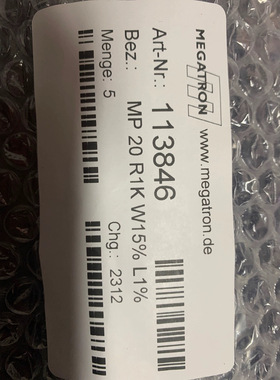 MEGATRON www.megatron.de
Art-Nr.: 113846
Bez.: MP 20 R1K W15% L1%
Menge: 5 Chg.: 2312